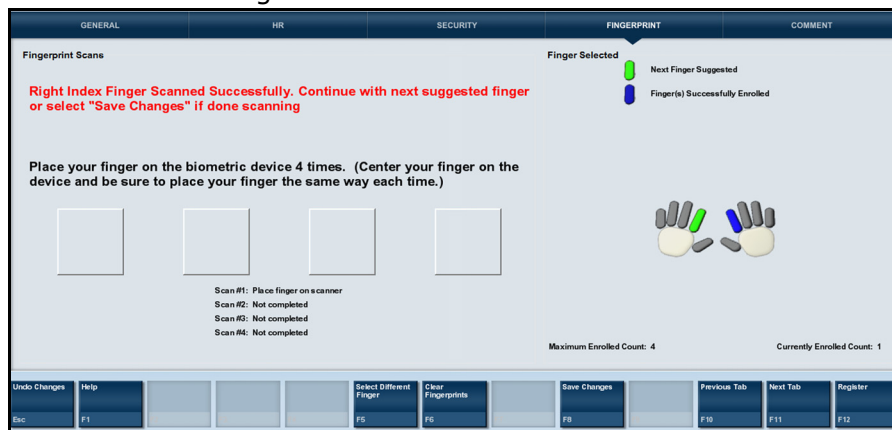 GENERAL HR SECURITY FINGERPRINT COMMENT
Fingerprint Scans
Right Index Finger Scanned Successfully. Continue with next suggested finger
or select "Save Changes" if done scanning
Place your finger on the biometric device 4 times. (Center your finger on the
device and be sure to place your finger the same way each time.)
Scan #1: Place finger on scanner
Scan #2: Not completed
Scan #3: Not completed
Scan #4: Not completed
Finger Selected
Next Finger Suggested
Finger(s) Successfully Enrolled
Maximum Enrolled Count: 4 Currently Enrolled Count: 1
Undo Changes
Esc
Help
F1
Select Different
Finger
F5
Clear
Fingerprints
F6
Save Changes
F8
Previous Tab
F10
Next Tab
F11
Register
F12